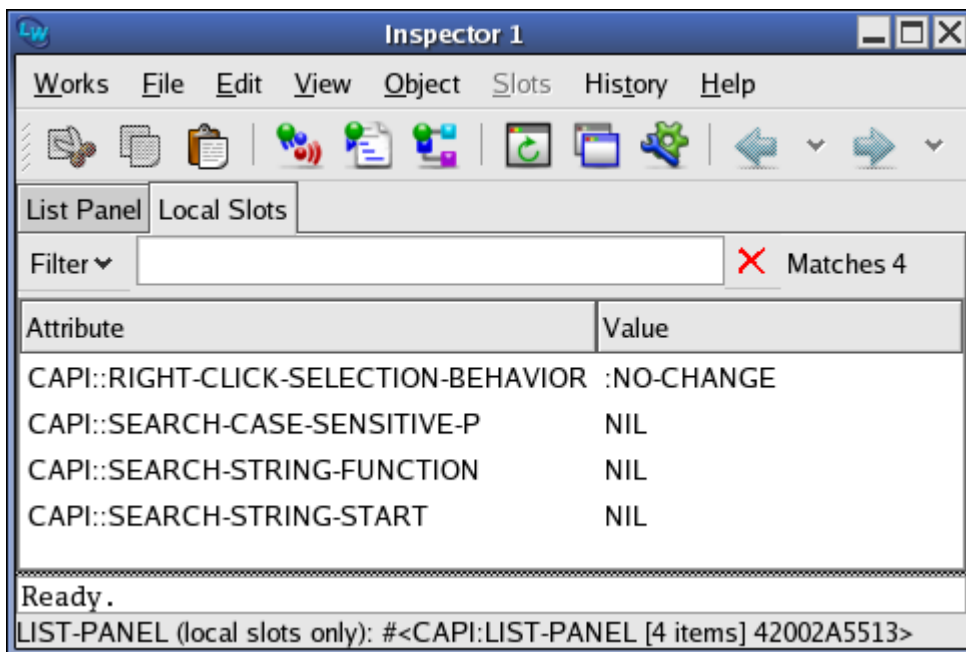 LW Inspector 1
Works File Edit View Object Slots History Help
List Panel Local Slots
Filter Matches 4
Attribute Value
CAPI::RIGHT-CLICK-SELECTION-BEHAVIOR :NO-CHANGE
CAPI::SEARCH-CASE-SENSITIVE-P NIL
CAPI::SEARCH-STRING-FUNCTION NIL
CAPI::SEARCH-STRING-START NIL
Ready.
LIST-PANEL (local slots only): #<CAPI:LIST-PANEL [4 items] 42002A5513>